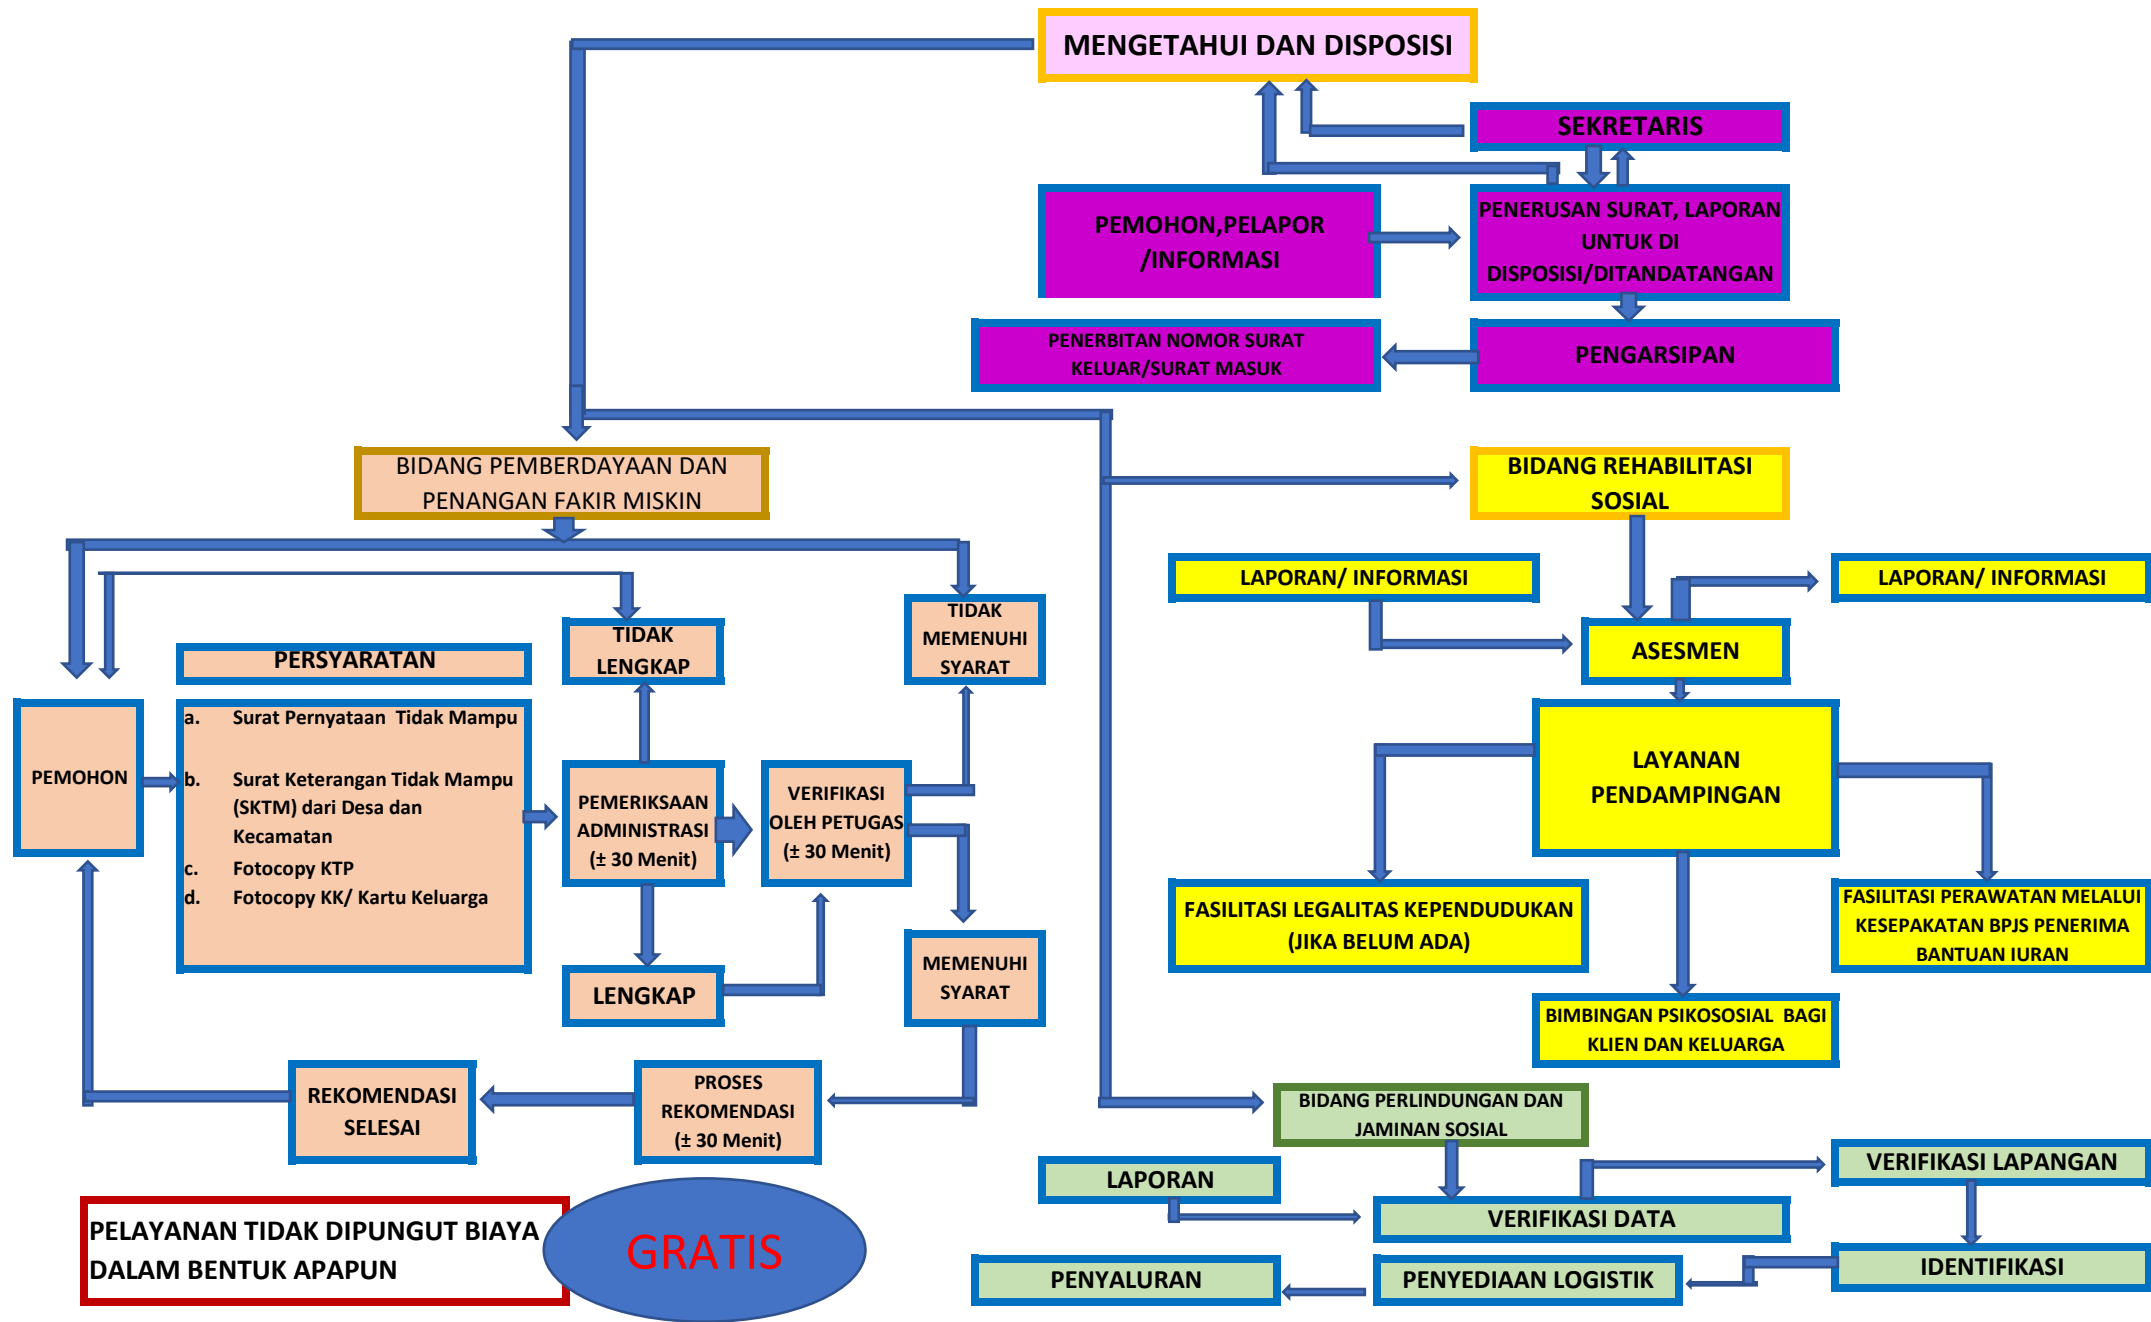 MENGETAHUI DAN DISPOSISI
SEKRETARIS
PEMOHON,PELAPOR
/INFORMASI
PENERUSAN SURAT, LAPORAN
UNTUK DI
DISPOSISI/DITANDATANGAN
PENERBITAN NOMOR SURAT
KELUAR/SURAT MASUK
PENGARSIPAN
BIDANG PEMBERDAYAAN DAN
PENANGAN FAKIR MISKIN
TIDAK
LENGKAP
TIDAK
MEMENUHI
SYARAT
PERSYARATAN
PEMOHON
a. Surat Pernyataan Tidak Mampu
b. Surat Keterangan Tidak Mampu
(SKTM) dari Desa dan
Kecamatan
c. Fotocopy KTP
d. Fotocopy KK/ Kartu Keluarga
PEMERIKSAAN
ADMINISTRASI
(± 30 Menit)
VERIFIKASI
OLEH PETUGAS
(± 30 Menit)
LENGKAP
MEMENUHI
SYARAT
REKOMENDASI
SELESAI
PROSES
REKOMENDASI
(± 30 Menit)
BIDANG REHABILITASI
SOSIAL
LAPORAN/ INFORMASI
LAPORAN/ INFORMASI
ASESMEN
LAYANAN
PENDAMPINGAN
FASILITASI LEGALITAS KEPENDUDUKAN
(JIKA BELUM ADA)
FASILITASI PERAWATAN MELALUI
KESEPAKATAN BPJS PENERIMA
BANTUAN IURAN
BIMBINGAN PSIKOSOSIAL BAGI
KLIEN DAN KELUARGA
BIDANG PERLINDUNGAN DAN
JAMINAN SOSIAL
LAPORAN
VERIFIKASI LAPANGAN
VERIFIKASI DATA
IDENTIFIKASI
PENYEDIAAN LOGISTIK
PENYALURAN
PELAYANAN TIDAK DIPUNGUT BIAYA
DALAM BENTUK APAPUN
GRATIS